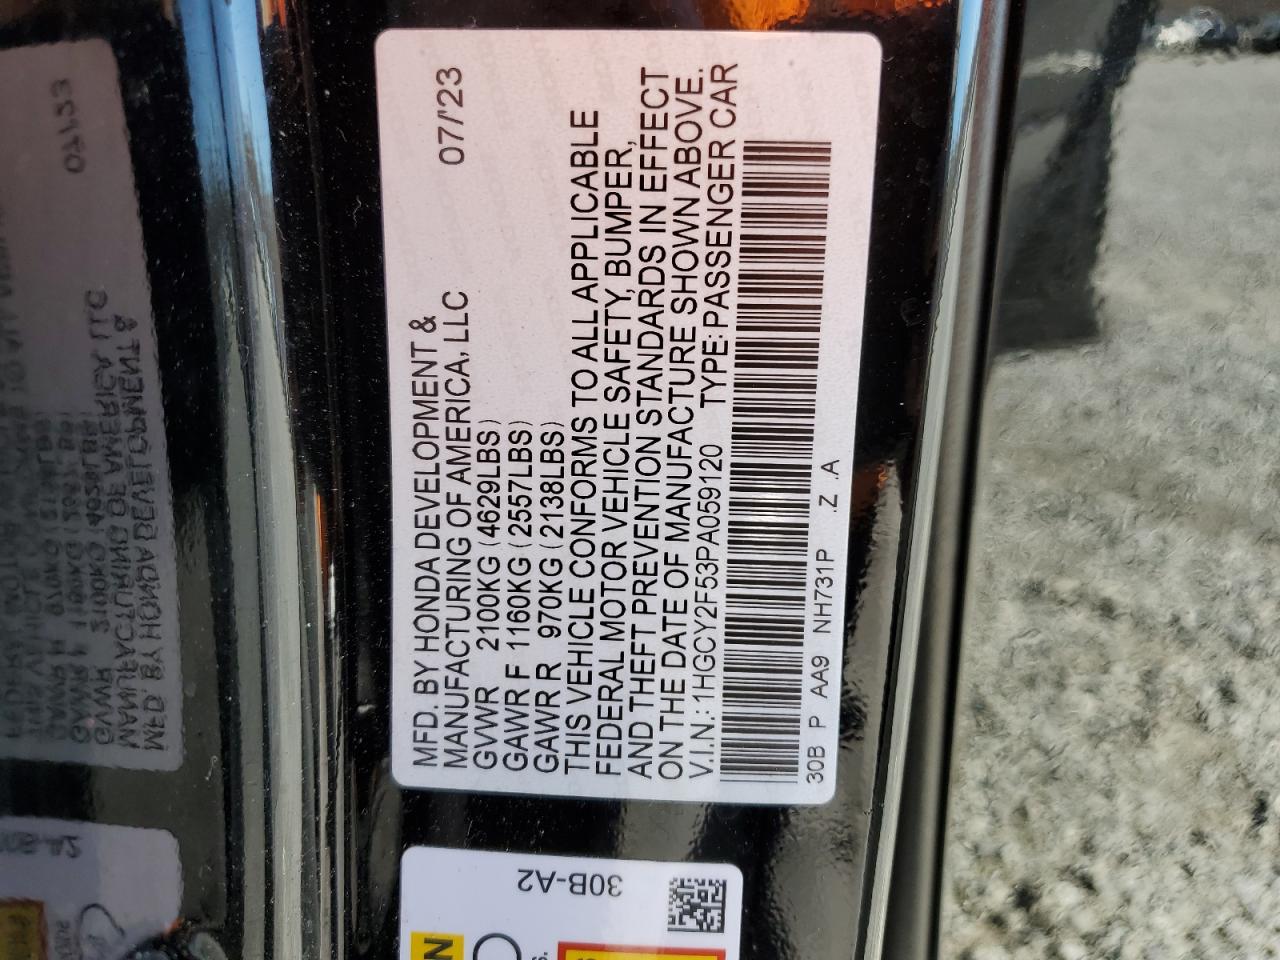 MFD. BY HONDA DEVELOPMENT &
MANUFACTURING OF AMERICA, LLC 07/'23
GVWR 2100KG (4629LBS)
GAWR F 1160KG (2557LBS)
GAWR R 970KG (2138LBS)
THIS VEHICLE CONFORMS TO ALL APPLICABLE
FEDERAL MOTOR VEHICLE SAFETY, BUMPER,
AND THEFT PREVENTION STANDARDS IN EFFECT
ON THE DATE OF MANUFACTURE SHOWN ABOVE.
V.I.N.: 1HGCY2F53PA059120 TYPE: PASSENGER CAR
30B P AA9 NH731P .Z .A
30B-A2